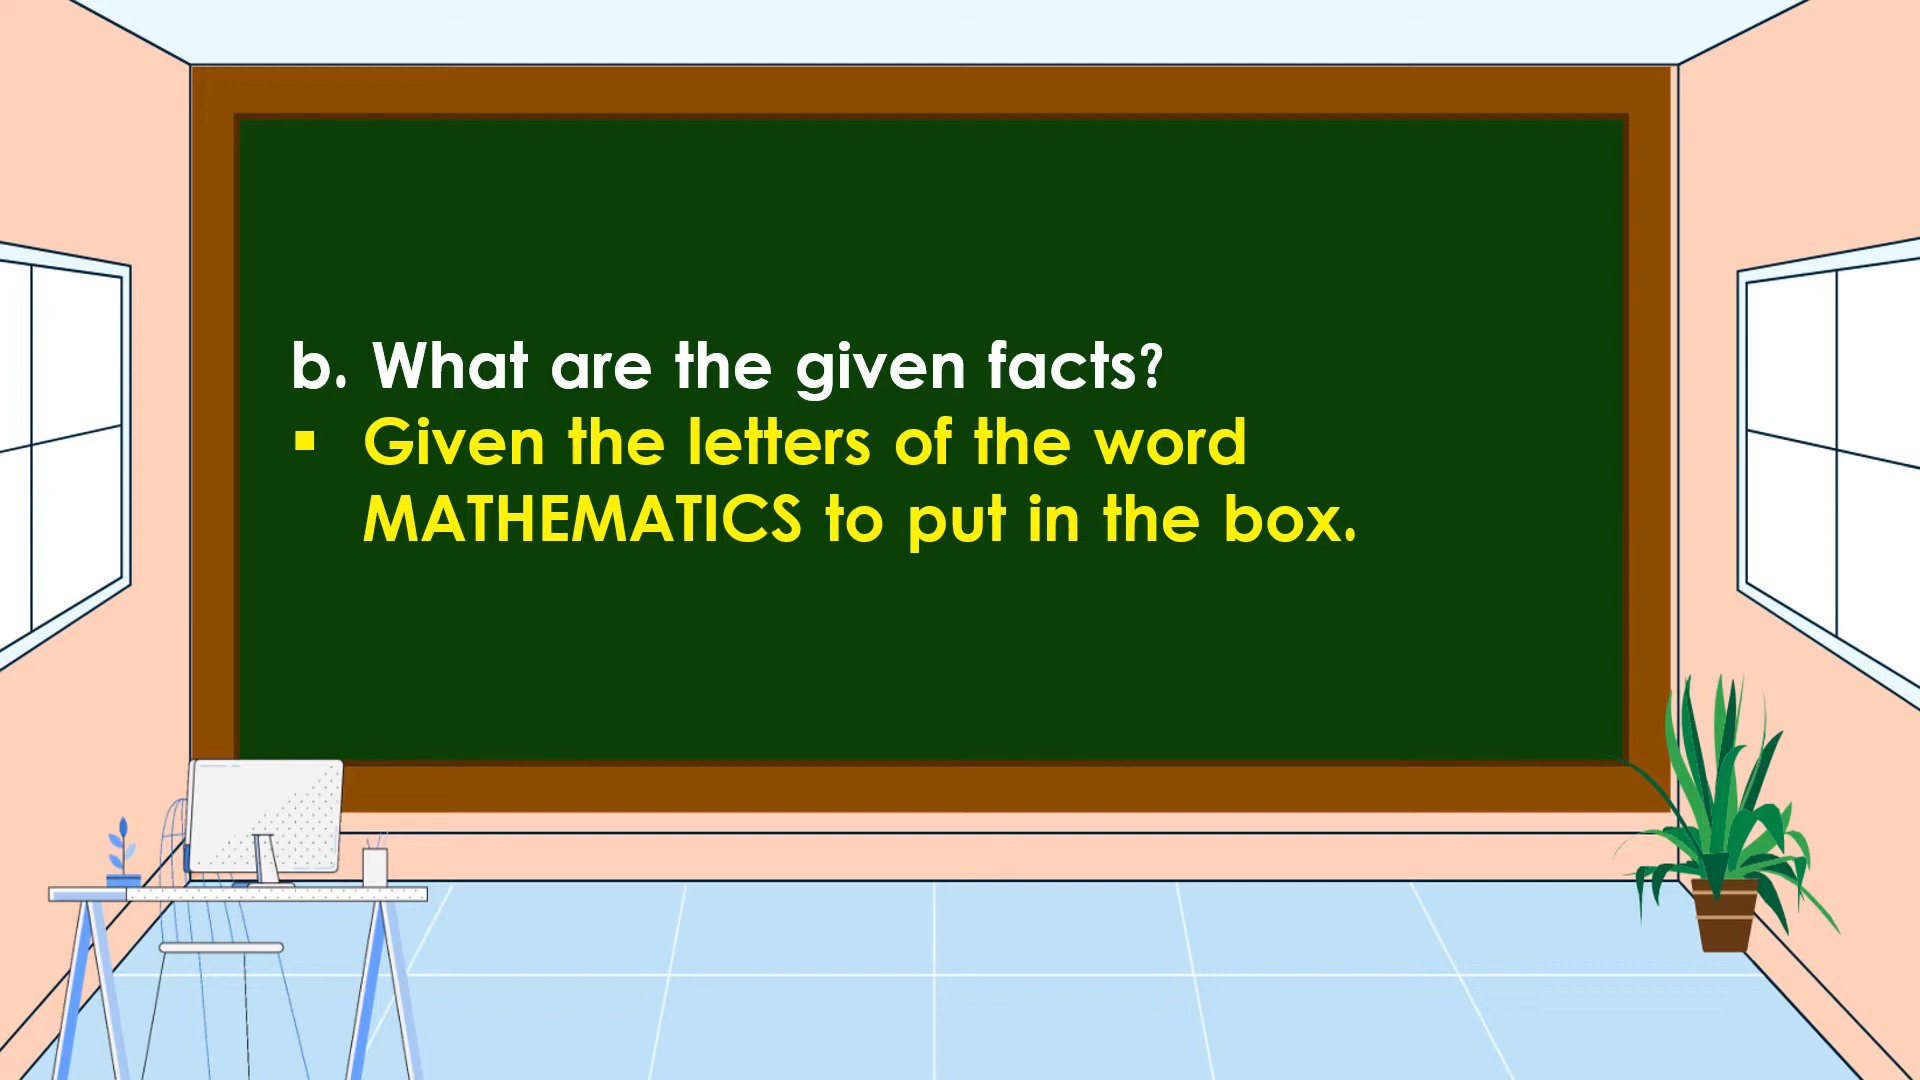 b. What are the given facts?
▪ Given the letters of the word
MATHEMATICS to put in the box.